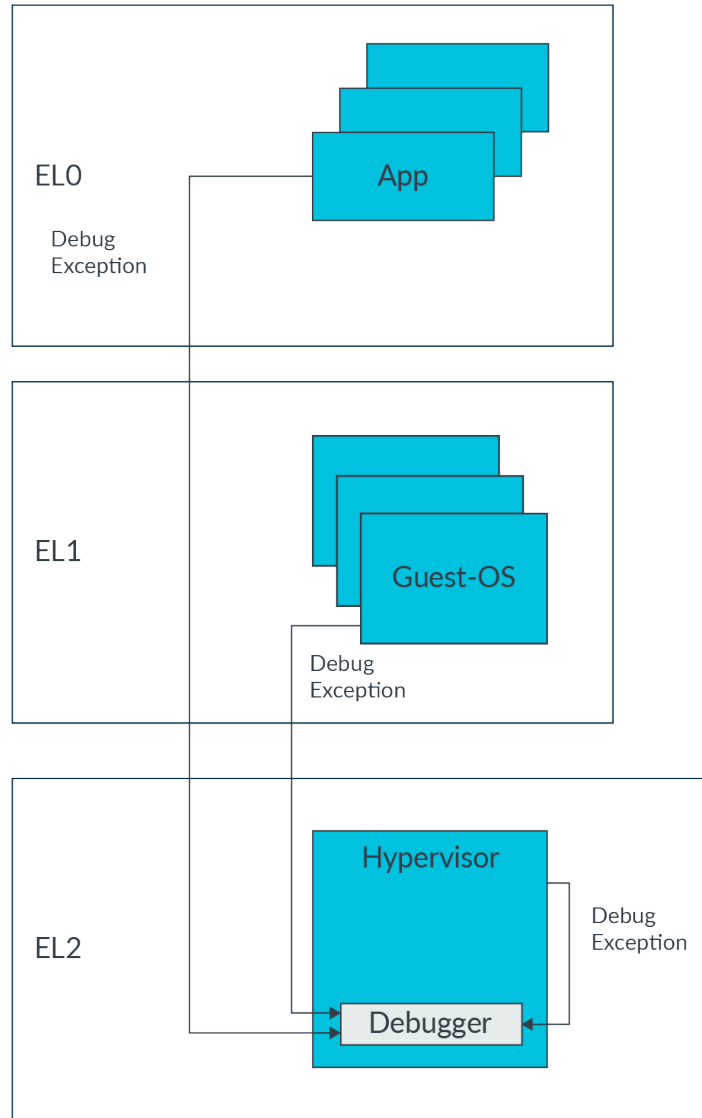 EL0
App
Debug
Exception
EL1
Guest-OS
Debug
Exception
Hypervisor
Debug
Exception
EL2
Debugger